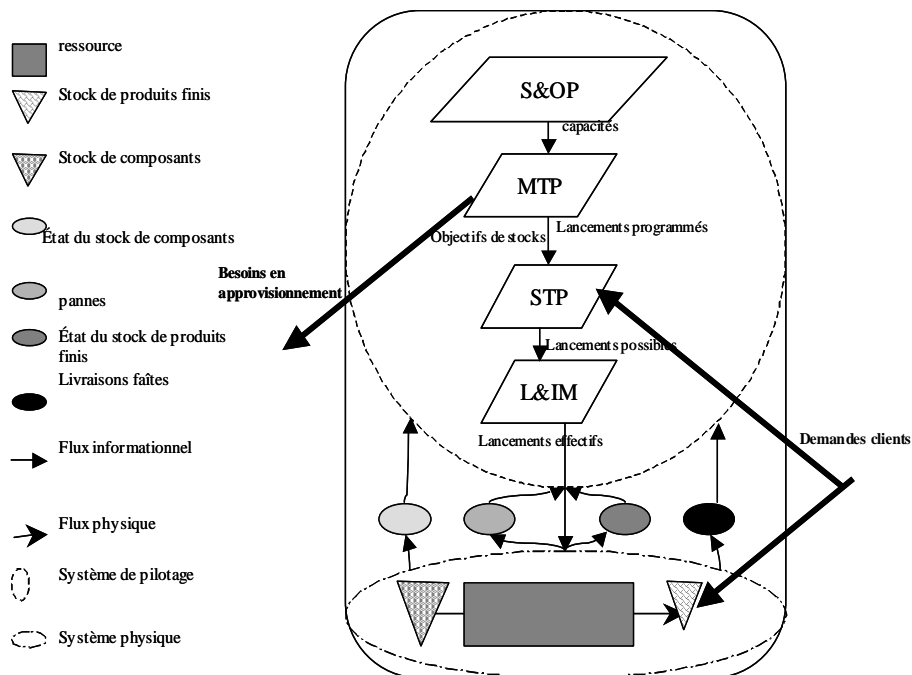 ressource
Stock de produits finis
Stock de composants
État du stock de composants
pannes
État du stock de produits
finis
Livraisons faîtes
Flux informationnel
Flux physique
Système de pilotage
Système physique
S&OP
capacités
MTP
Objectifs de stocks
Lancements programmés
Besoins en
approvisionnement
STP
Lancements possibles
L&IM
Lancements effectifs
Demandes clients